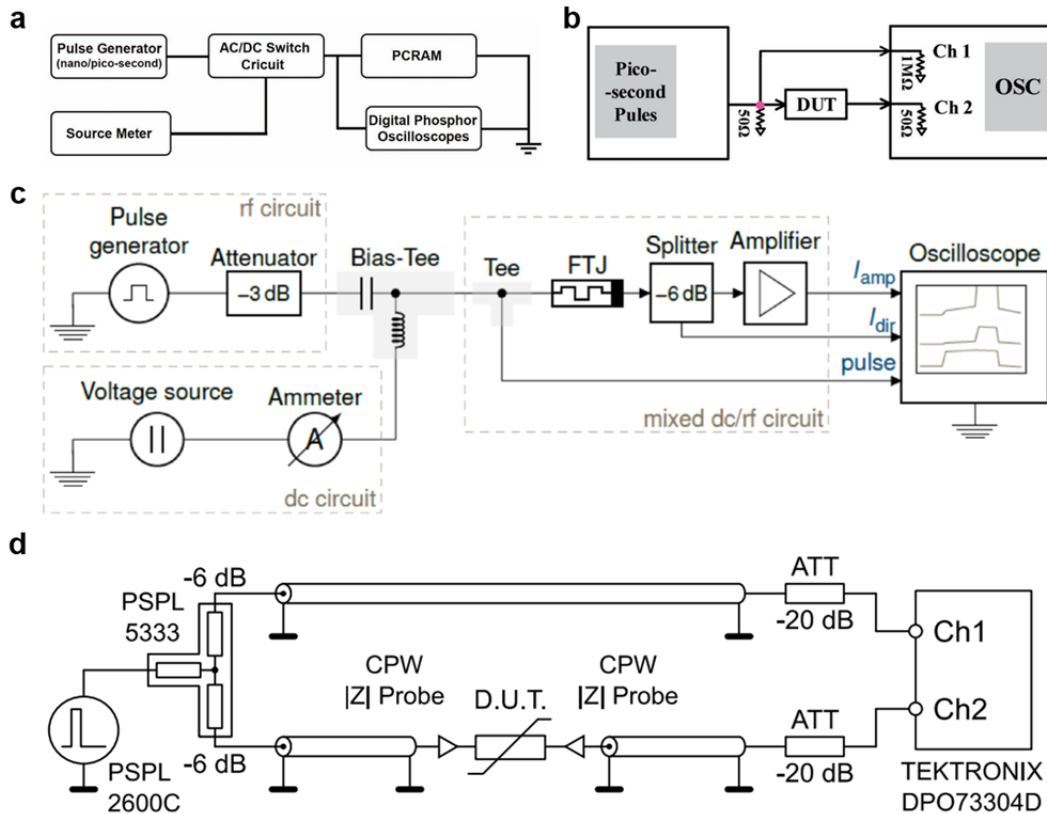 a
Pulse Generator
(nano/pico-second)
AC/DC Switch
Cricuit
PCRAM
Source Meter
Digital Phosphor
Oscilloscopes
b
Pico-
-second
Pules
50Ω
DUT
1MΩ
Ch 1
50Ω
Ch 2
OSC
c
rf circuit
Pulse
generator
Attenuator
−3 dB
Bias-Tee
Tee
FTJ
Splitter
−6 dB
Amplifier
Oscilloscope
Iamp
Idir
pulse
mixed dc/rf circuit
Voltage source
Ammeter
A
dc circuit
d
-6 dB
PSPL
5333
ATT
-20 dB
Ch1
CPW
|Z| Probe
D.U.T.
CPW
|Z| Probe
ATT
Ch2
-6 dB
-20 dB
PSPL
2600C
TEKTRONIX
DPO73304D